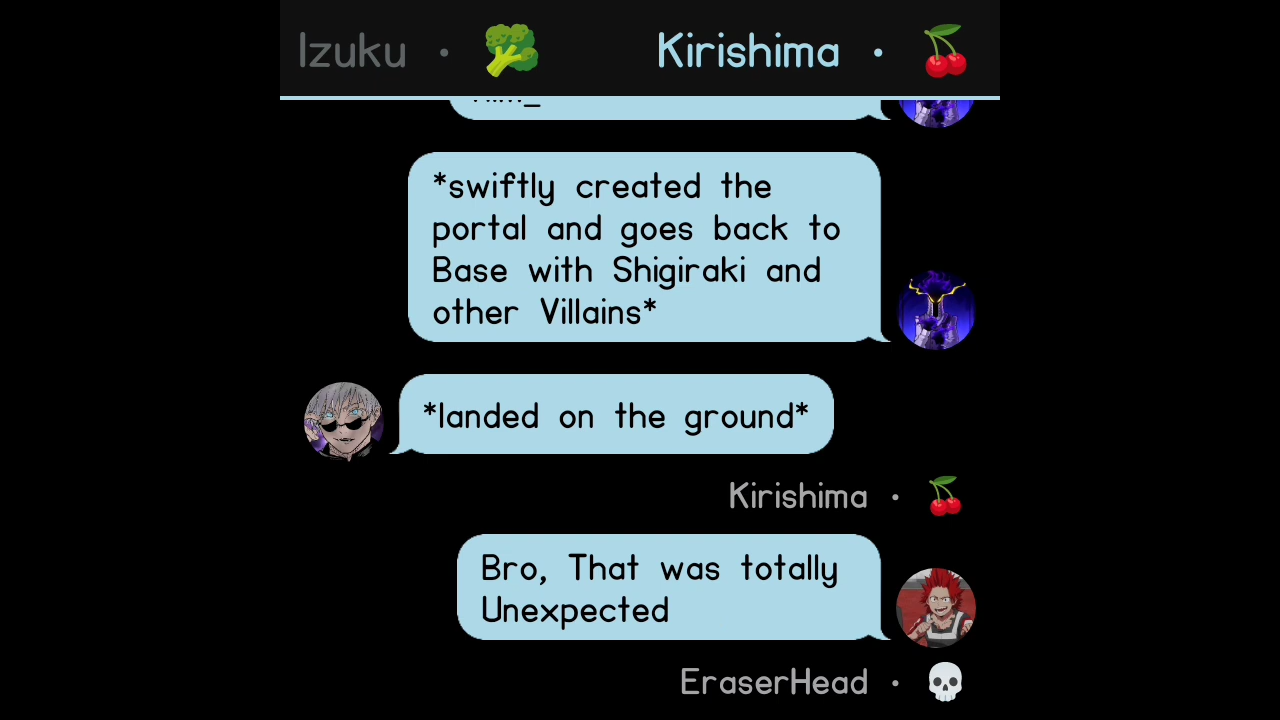 Izuku • 🥦 Kirishima • 🍒
*swiftly created the
portal and goes back to
Base with Shigiraki and
other Villains*
*landed on the ground*
Kirishima • 🍒
Bro, That was totally
Unexpected
EraserHead • 💀